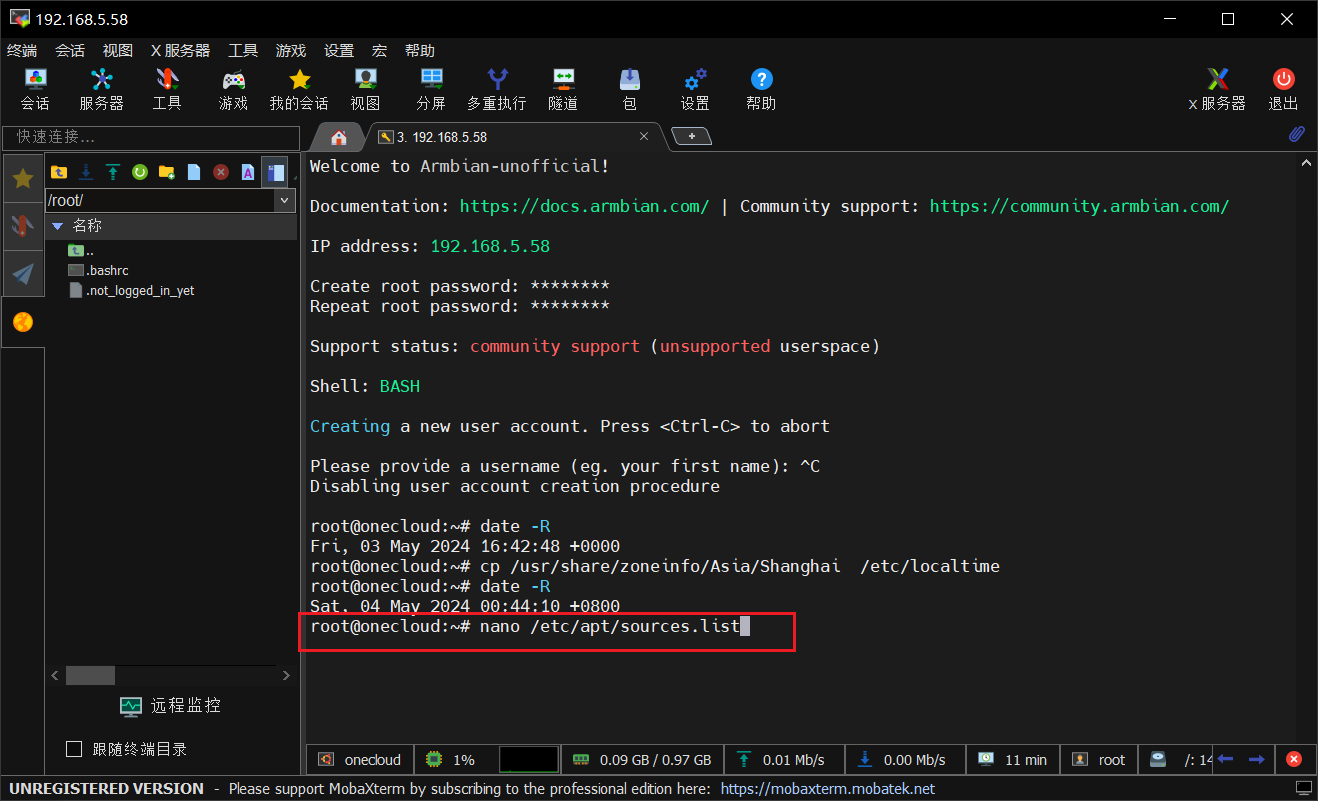 192.168.5.58
终端 会话 视图 X 服务器 工具 游戏 设置 宏 帮助
会话 服务器 工具 游戏 我的会话 视图 分屏 多重执行 隧道 包 设置 帮助 X 服务器 退出
快速连接...
3. 192.168.5.58
/root/
名称
..
.bashrc
.not_logged_in_yet
远程监控
跟随终端目录
Welcome to Armbian-unofficial!
Documentation: https://docs.armbian.com/ | Community support: https://community.armbian.com/
IP address: 192.168.5.58
Create root password: ********
Repeat root password: ********
Support status: community support (unsupported userspace)
Shell: BASH
Creating a new user account. Press <Ctrl-C> to abort
Please provide a username (eg. your first name): ^C
Disabling user account creation procedure
root@onecloud:~# date -R
Fri, 03 May 2024 16:42:48 +0000
root@onecloud:~# cp /usr/share/zoneinfo/Asia/Shanghai  /etc/localtime
root@onecloud:~# date -R
Sat, 04 May 2024 00:44:10 +0800
root@onecloud:~# nano /etc/apt/sources.list
onecloud 1% 0.09 GB / 0.97 GB 0.01 Mb/s 0.00 Mb/s 11 min root /: 14
UNREGISTERED VERSION - Please support MobaXterm by subscribing to the professional edition here: https://mobaxterm.mobatek.net